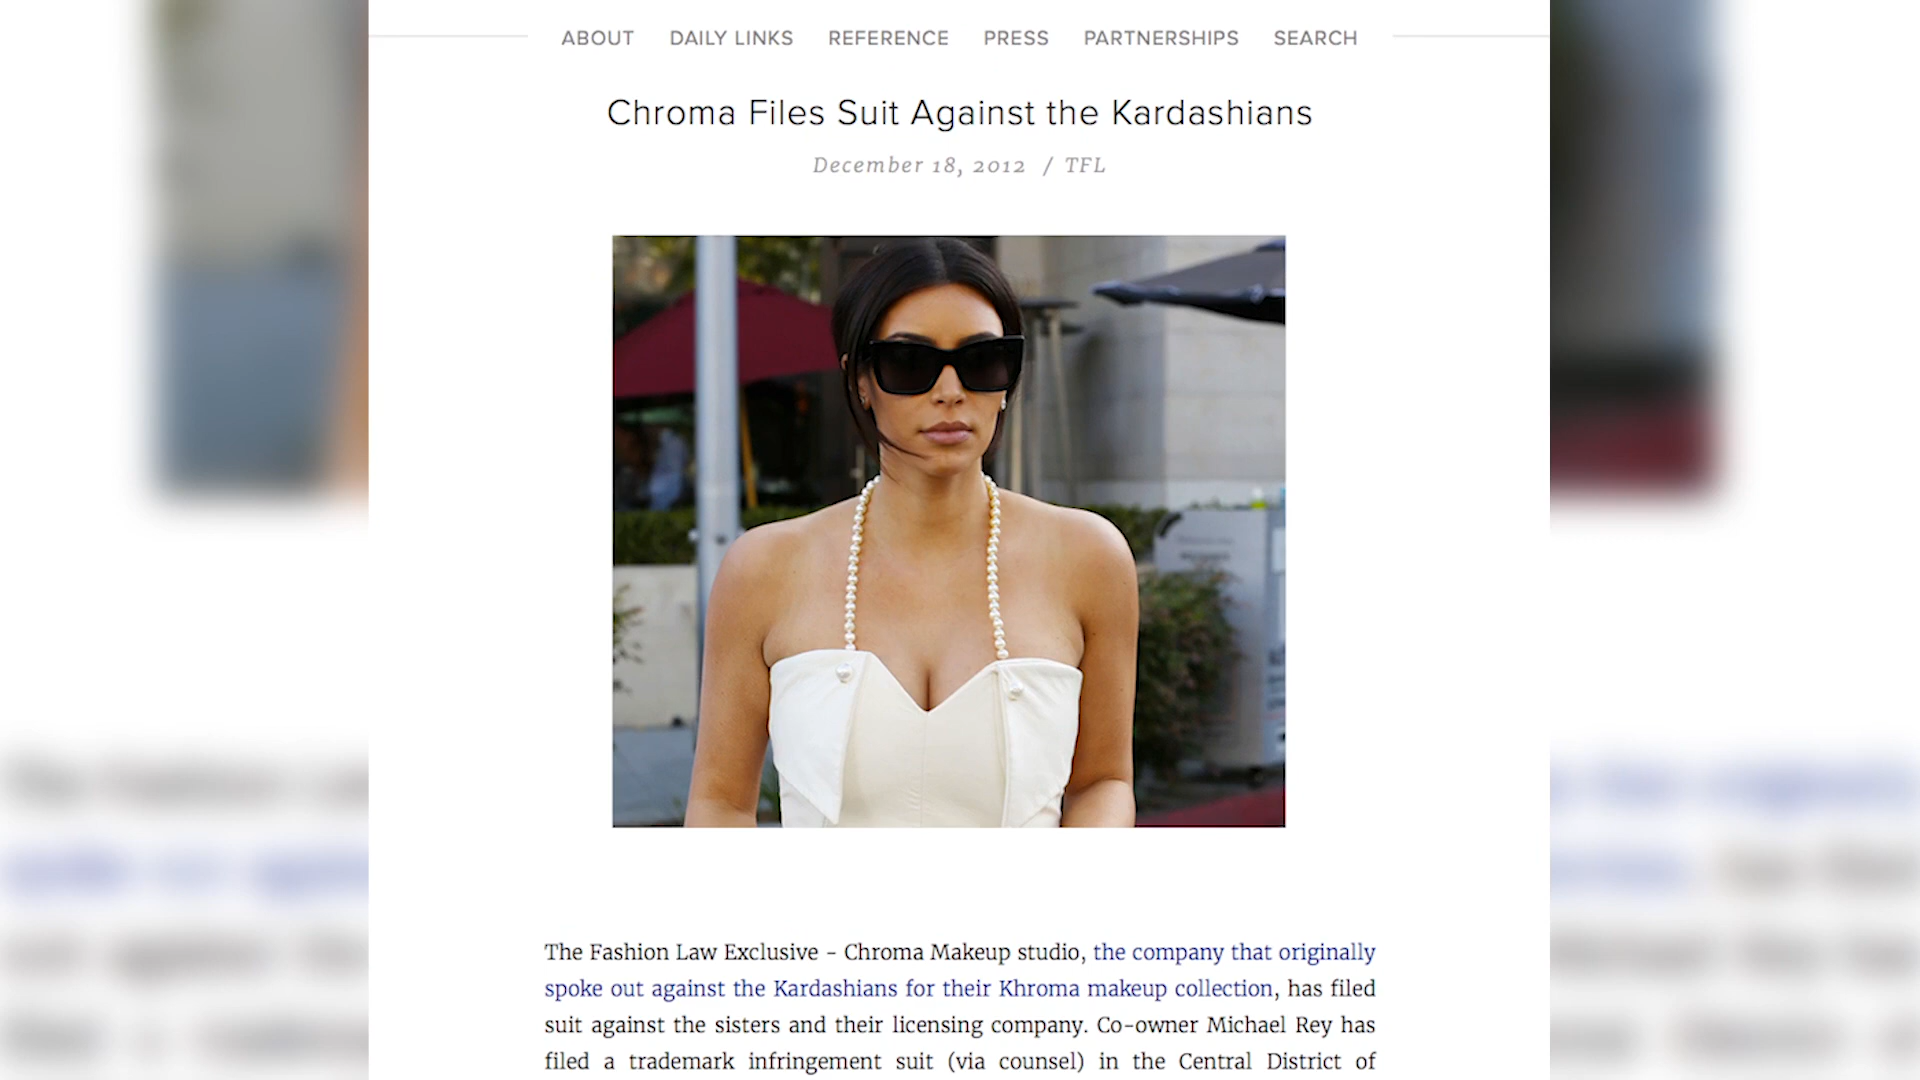 ABOUT DAILY LINKS REFERENCE PRESS PARTNERSHIPS SEARCH
Chroma Files Suit Against the Kardashians
December 18, 2012 / TFL
The Fashion Law Exclusive - Chroma Makeup studio, the company that originally
spoke out against the Kardashians for their Khroma makeup collection, has filed
suit against the sisters and their licensing company. Co-owner Michael Rey has
filed a trademark infringement suit (via counsel) in the Central District of